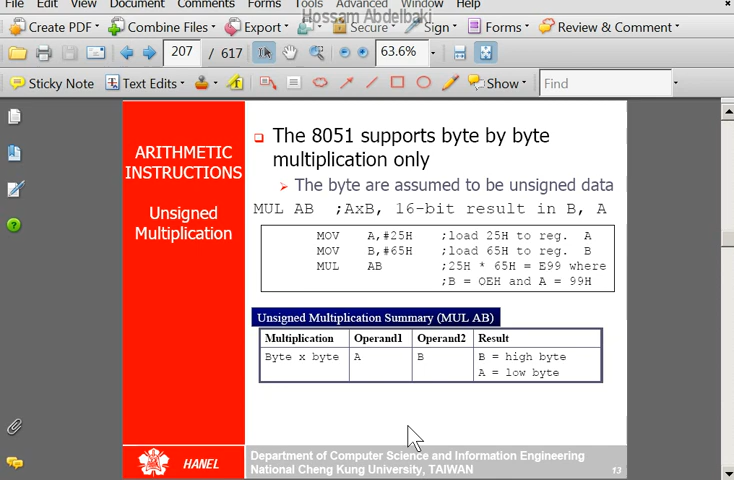 File View Document Comments Forms Tools Advanced Window Help
Hossam Abdelbaki
Create PDF Combine Files Export Secure Sign Forms Review & Comment
207 / 617 63.6%
Sticky Note Text Edits Show Find
ARITHMETIC
INSTRUCTIONS
Unsigned
Multiplication
The 8051 supports byte by byte
multiplication only
The byte are assumed to be unsigned data
MUL AB ;AxB, 16-bit result in B, A
MOV A,#25H ;load 25H to reg. A
MOV B,#65H ;load 65H to reg. B
MUL AB ;25H * 65H = E99 where
;B = OEH and A = 99H
Unsigned Multiplication Summary (MUL AB)
Multiplication Operand1 Operand2 Result
Byte x byte A B B = high byte
A = low byte
HANEL
Department of Computer Science and Information Engineering
National Cheng Kung University, TAIWAN
13